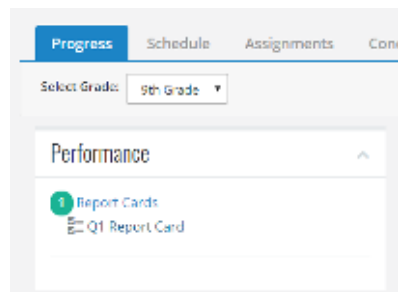 Progress Schedule Assignments Con
Select Grade: 9th Grade
Performance
1 Report Cards
Q1 Report Card